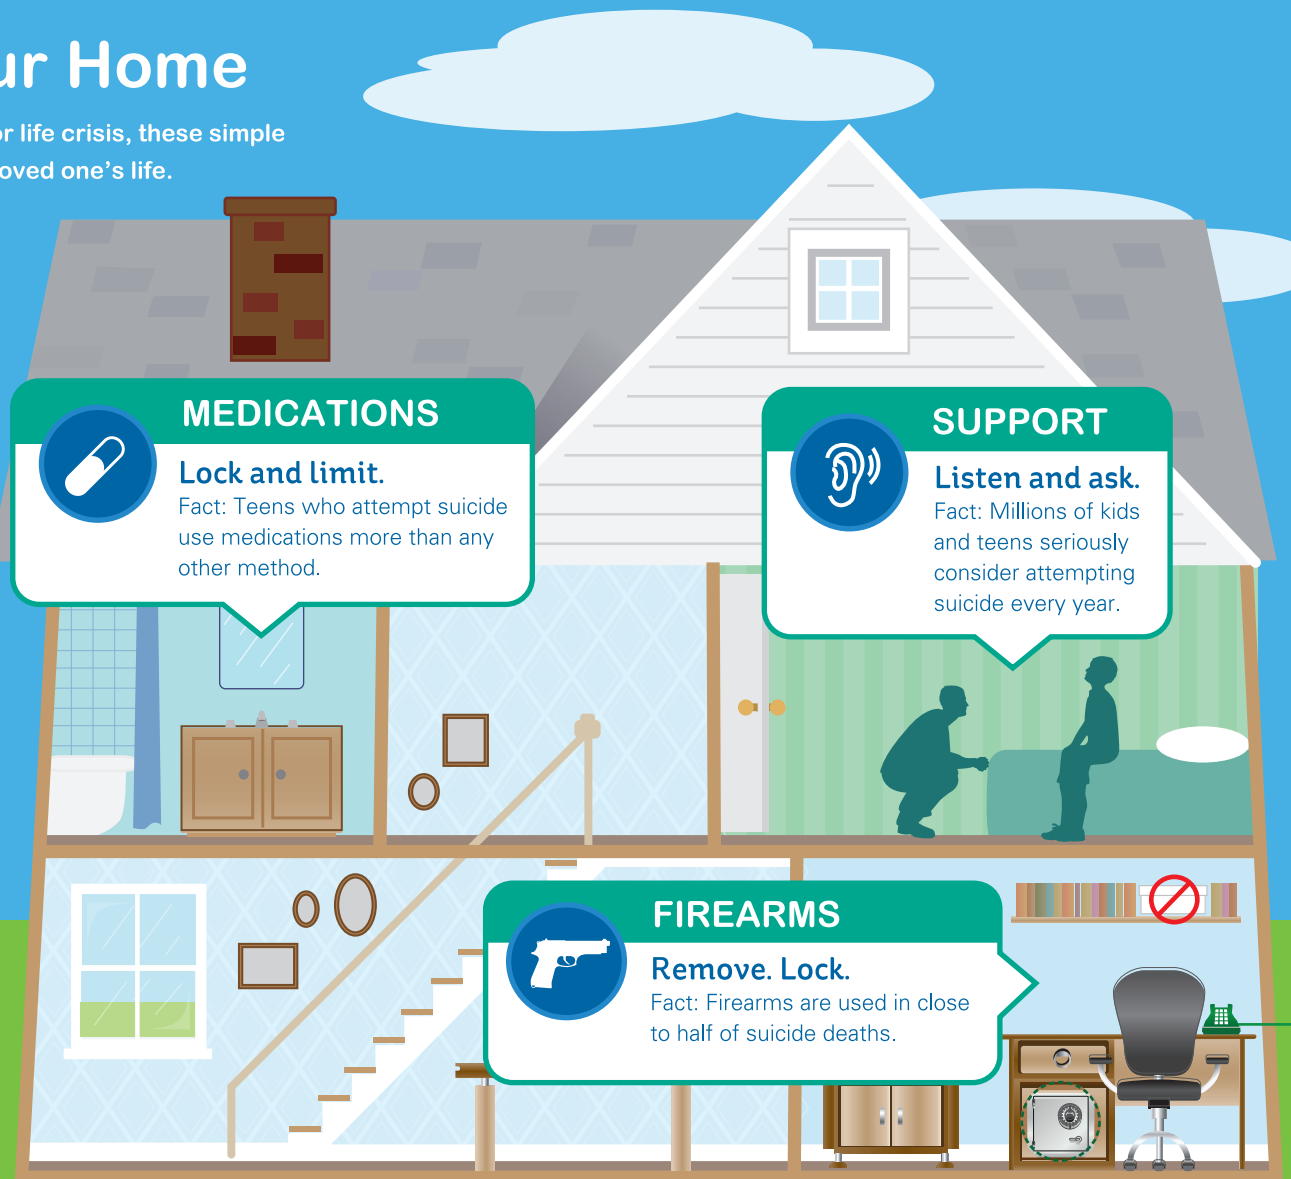 ur Home
or life crisis, these simple
oved one's life.
MEDICATIONS
Lock and limit.
Fact: Teens who attempt suicide
use medications more than any
other method.
SUPPORT
Listen and ask.
Fact: Millions of kids
and teens seriously
consider attempting
suicide every year.
FIREARMS
Remove. Lock.
Fact: Firearms are used in close
to half of suicide deaths.